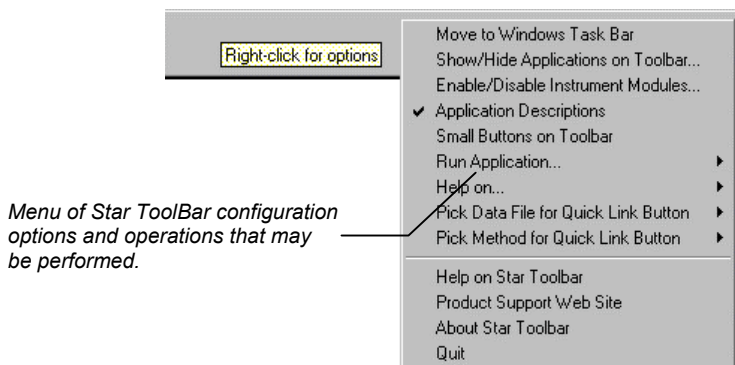 Right-click for options
Move to Windows Task Bar
Show/Hide Applications on Toolbar...
Enable/Disable Instrument Modules...
Application Descriptions
Small Buttons on Toolbar
Run Application...
Help on...
Pick Data File for Quick Link Button
Pick Method for Quick Link Button
Help on Star Toolbar
Product Support Web Site
About Star Toolbar
Quit
Menu of Star ToolBar configuration
options and operations that may
be performed.